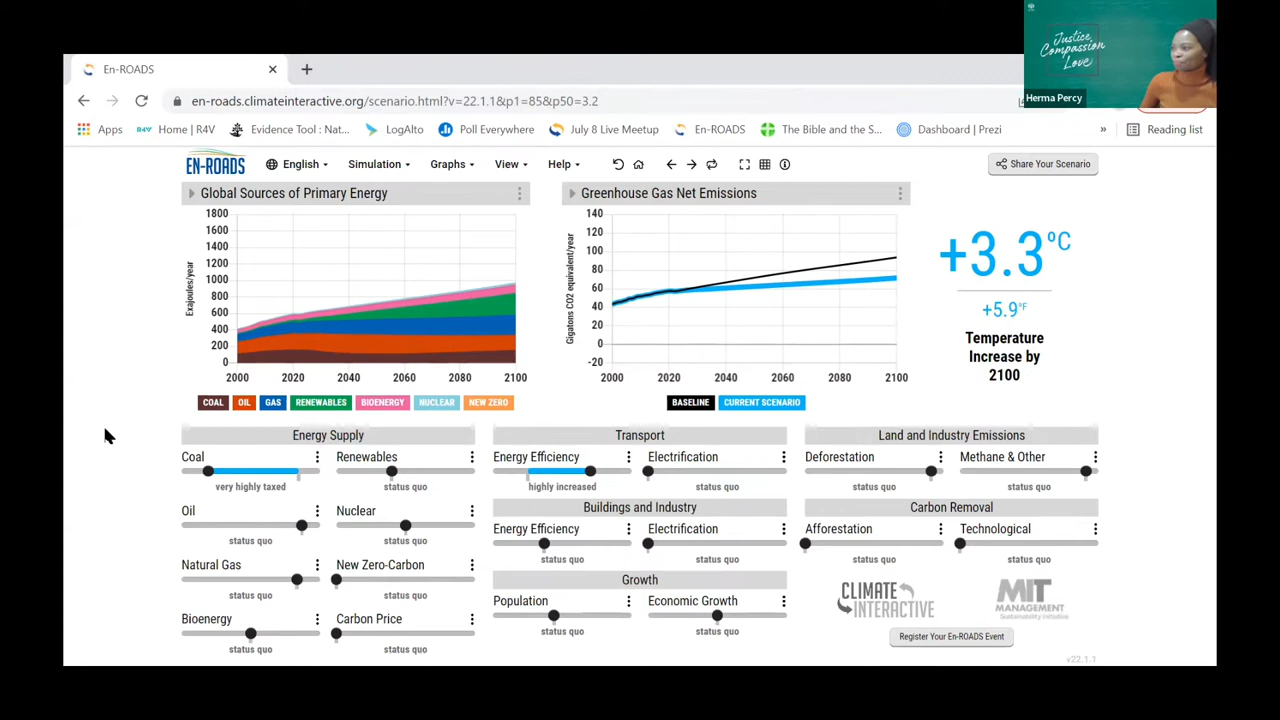 Justice
Compassion
Love
Herma Percy
En-ROADS
en-roads.climateinteractive.org/scenario.html?v=22.1.1&p1=85&p50=3.2
Apps
R4V
Home | R4V
Evidence Tool : Nat...
LogAlto
Poll Everywhere
July 8 Live Meetup
En-ROADS
The Bible and the S...
Dashboard | Prezi
»
Reading list
EN-ROADS
English
Simulation
Graphs
View
Help
Share Your Scenario
Global Sources of Primary Energy
1800
1600
1400
1200
1000
800
600
400
200
0
Exajoules/year
2000 2020 2040 2060 2080 2100
COAL OIL GAS RENEWABLES BIOENERGY NUCLEAR NEW ZERO
Greenhouse Gas Net Emissions
140
120
100
80
60
40
20
0
-20
Gigatons CO2 equivalent/year
2000 2020 2040 2060 2080 2100
BASELINE CURRENT SCENARIO
+3.3°C
+5.9°F
Temperature
Increase by
2100
Energy Supply
Coal
very highly taxed
Renewables
status quo
Oil
status quo
Nuclear
status quo
Natural Gas
status quo
New Zero-Carbon
status quo
Bioenergy
status quo
Carbon Price
status quo
Transport
Energy Efficiency
highly increased
Electrification
status quo
Buildings and Industry
Energy Efficiency
status quo
Electrification
status quo
Growth
Population
status quo
Economic Growth
status quo
Land and Industry Emissions
Deforestation
status quo
Methane & Other
status quo
Carbon Removal
Afforestation
status quo
Technological
status quo
CLIMATE
INTERACTIVE
MIT
MANAGEMENT
Sustainability Initiative
Register Your En-ROADS Event
v22.1.1